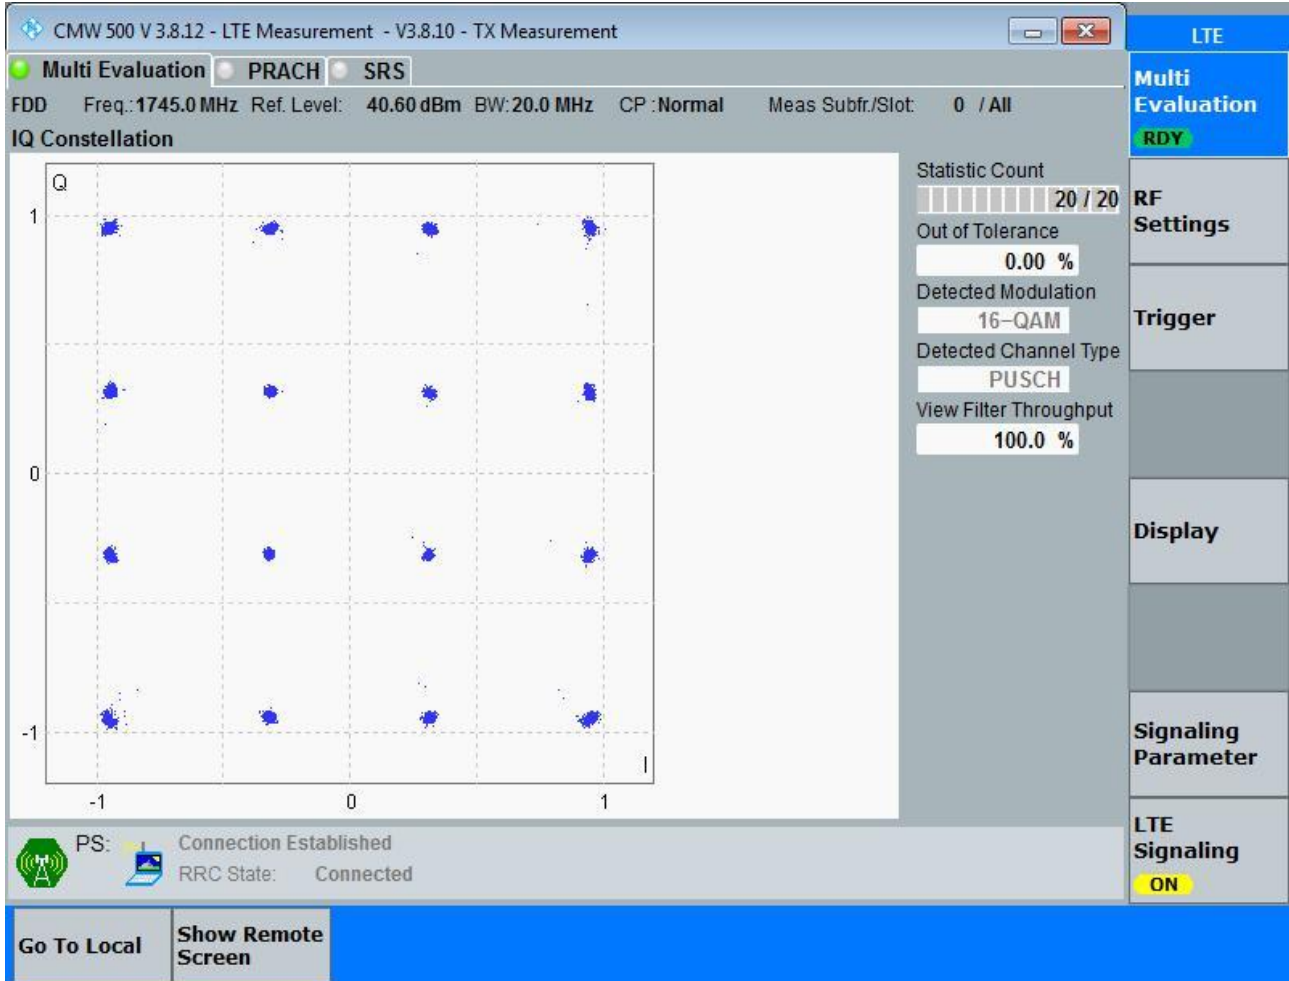 CMW 500 V 3.8.12 - LTE Measurement - V3.8.10 - TX Measurement
LTE
Multi Evaluation PRACH SRS
FDD Freq.:1745.0 MHz Ref. Level: 40.60 dBm BW:20.0 MHz CP :Normal Meas Subfr./Slot: 0 / All
IQ Constellation
Q
1
0
-1
I
-1 0 1
Statistic Count
20 / 20
Out of Tolerance
0.00 %
Detected Modulation
16-QAM
Detected Channel Type
PUSCH
View Filter Throughput
100.0 %
Multi
Evaluation
RDY
RF
Settings
Trigger
Display
Signaling
Parameter
LTE
Signaling
ON
PS: Connection Established
RRC State: Connected
Go To Local
Show Remote
Screen